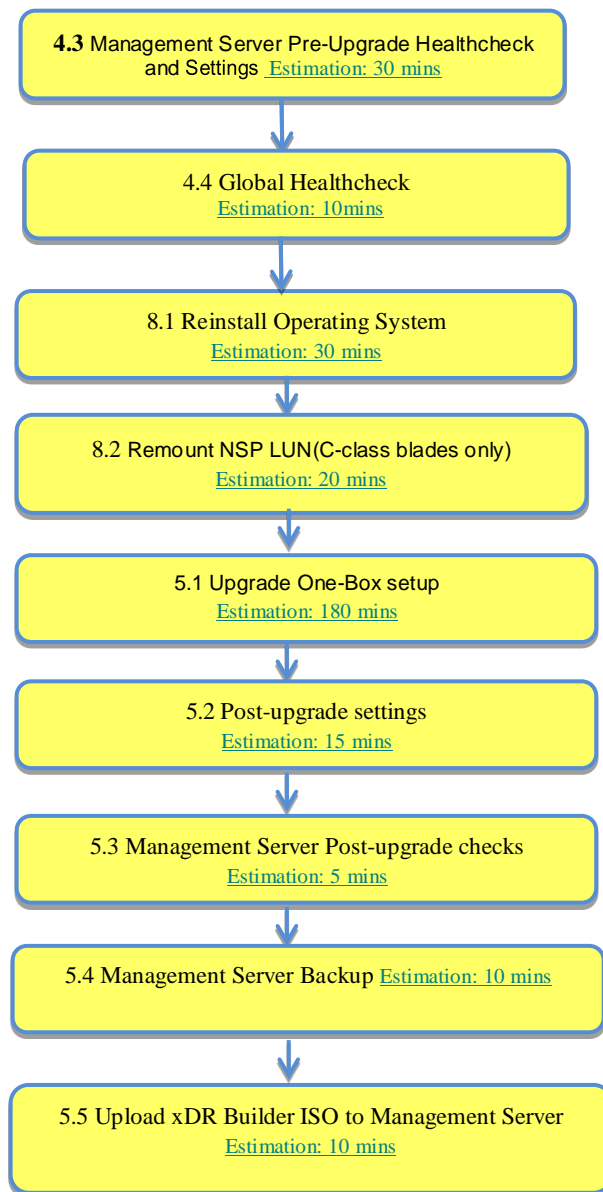 4.3 Management Server Pre-Upgrade Healthcheck
and Settings Estimation: 30 mins
4.4 Global Healthcheck
Estimation: 10mins
8.1 Reinstall Operating System
Estimation: 30 mins
8.2 Remount NSP LUN(C-class blades only)
Estimation: 20 mins
5.1 Upgrade One-Box setup
Estimation: 180 mins
5.2 Post-upgrade settings
Estimation: 15 mins
5.3 Management Server Post-upgrade checks
Estimation: 5 mins
5.4 Management Server Backup Estimation: 10 mins
5.5 Upload xDR Builder ISO to Management Server
Estimation: 10 mins